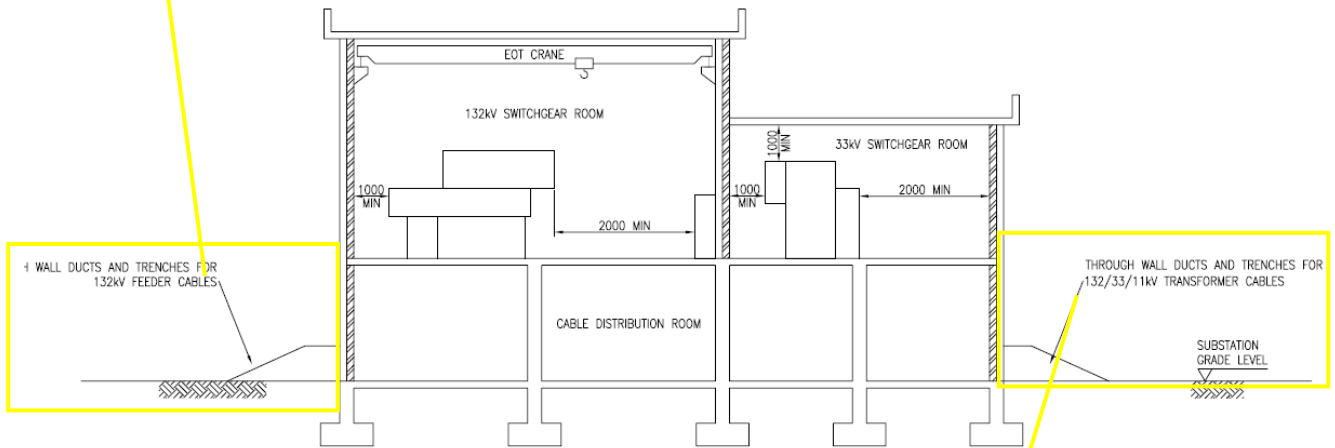 EOT CRANE
132kV SWITCHGEAR ROOM
33kV SWITCHGEAR ROOM
1000
MIN
1000
MIN
2000 MIN
1000
MIN
2000 MIN
H WALL DUCTS AND TRENCHES FOR
132kV FEEDER CABLES
THROUGH WALL DUCTS AND TRENCHES FOR
132/33/11kV TRANSFORMER CABLES
CABLE DISTRIBUTION ROOM
SUBSTATION
GRADE LEVEL